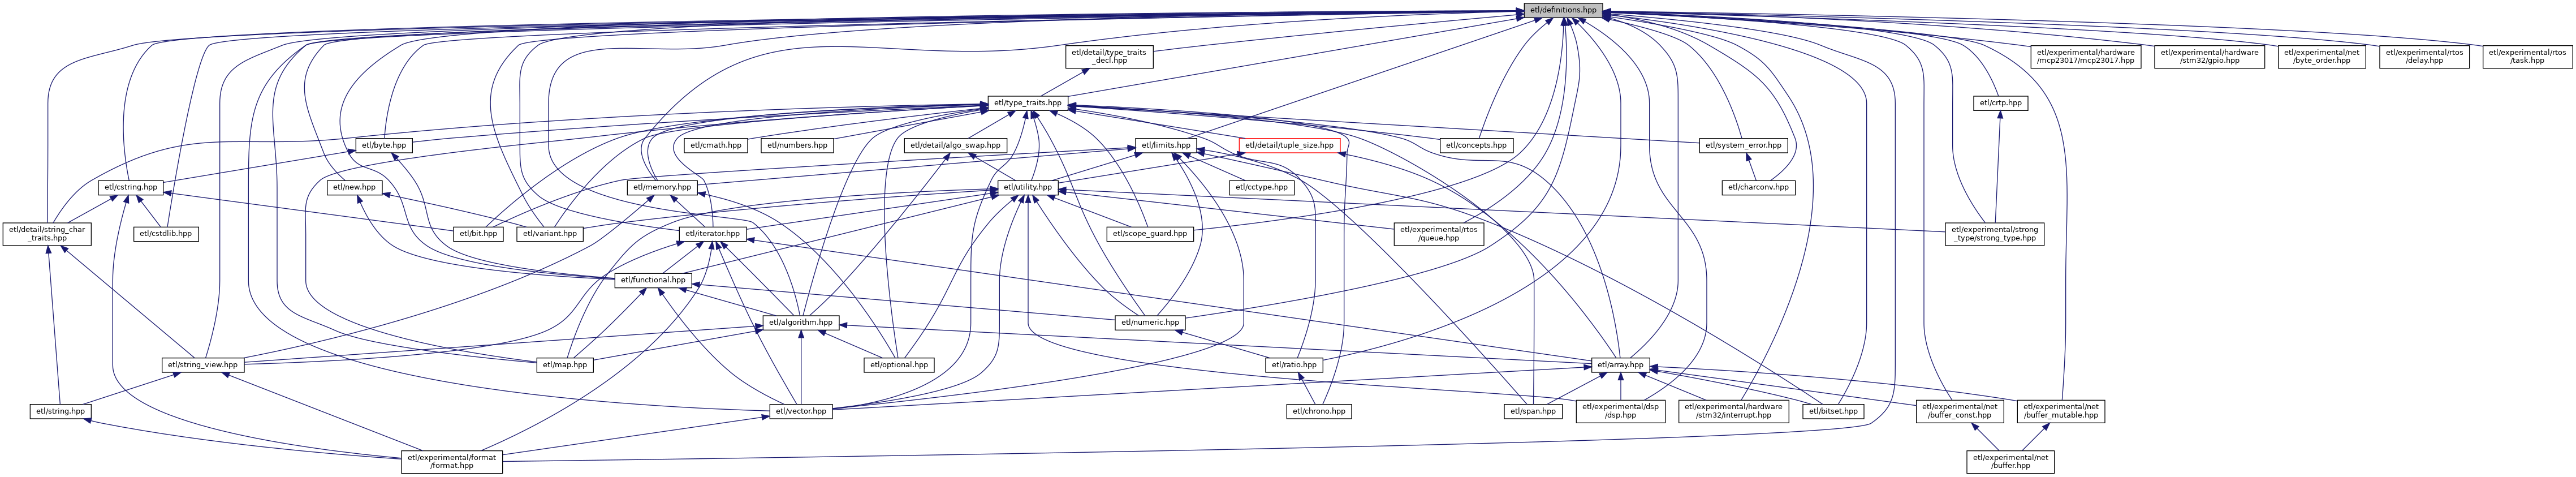 etl/definitions.hpp
etl/detail/type_traits
_decl.hpp
etl/experimental/hardware
/mcp23017/mcp23017.hpp
etl/experimental/hardware
/stm32/gpio.hpp
etl/experimental/net
/byte_order.hpp
etl/experimental/rtos
/delay.hpp
etl/experimental/rtos
/task.hpp
etl/type_traits.hpp
etl/crtp.hpp
etl/byte.hpp
etl/cmath.hpp
etl/numbers.hpp
etl/detail/algo_swap.hpp
etl/limits.hpp
etl/detail/tuple_size.hpp
etl/concepts.hpp
etl/system_error.hpp
etl/cstring.hpp
etl/new.hpp
etl/memory.hpp
etl/utility.hpp
etl/cctype.hpp
etl/charconv.hpp
etl/detail/string_char
_traits.hpp
etl/cstdlib.hpp
etl/bit.hpp
etl/variant.hpp
etl/iterator.hpp
etl/scope_guard.hpp
etl/experimental/rtos
/queue.hpp
etl/experimental/strong
_type/strong_type.hpp
etl/functional.hpp
etl/algorithm.hpp
etl/numeric.hpp
etl/string_view.hpp
etl/map.hpp
etl/optional.hpp
etl/ratio.hpp
etl/array.hpp
etl/string.hpp
etl/vector.hpp
etl/chrono.hpp
etl/span.hpp
etl/experimental/dsp
/dsp.hpp
etl/experimental/hardware
/stm32/interrupt.hpp
etl/bitset.hpp
etl/experimental/net
/buffer_const.hpp
etl/experimental/net
/buffer_mutable.hpp
etl/experimental/format
/format.hpp
etl/experimental/net
/buffer.hpp